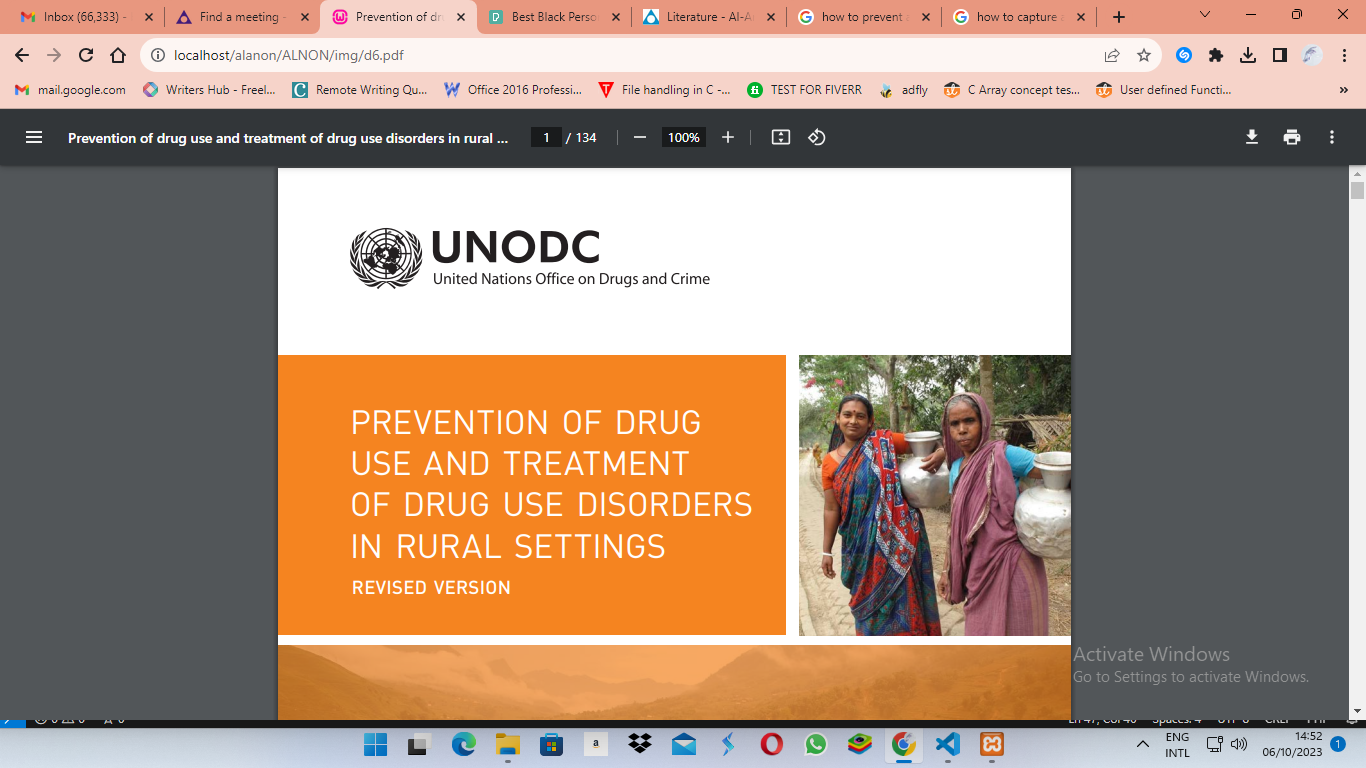 Inbox (66,333) -
Find a meeting -
Prevention of dr
Best Black Perso
Literature - Al-A
how to prevent
how to capture
localhost/alanon/ALNON/img/d6.pdf
mail.google.com
Writers Hub - Freel...
Remote Writing Qu...
Office 2016 Professi...
File handling in C -...
TEST FOR FIVERR
adfly
C Array concept tes...
User defined Functi...
»
Prevention of drug use and treatment of drug use disorders in rural ...
1 / 134
100%
UNODC
United Nations Office on Drugs and Crime
PREVENTION OF DRUG
USE AND TREATMENT
OF DRUG USE DISORDERS
IN RURAL SETTINGS
REVISED VERSION
Activate Windows
Go to Settings to activate Windows.
ENG
INTL
14:52
06/10/2023
1